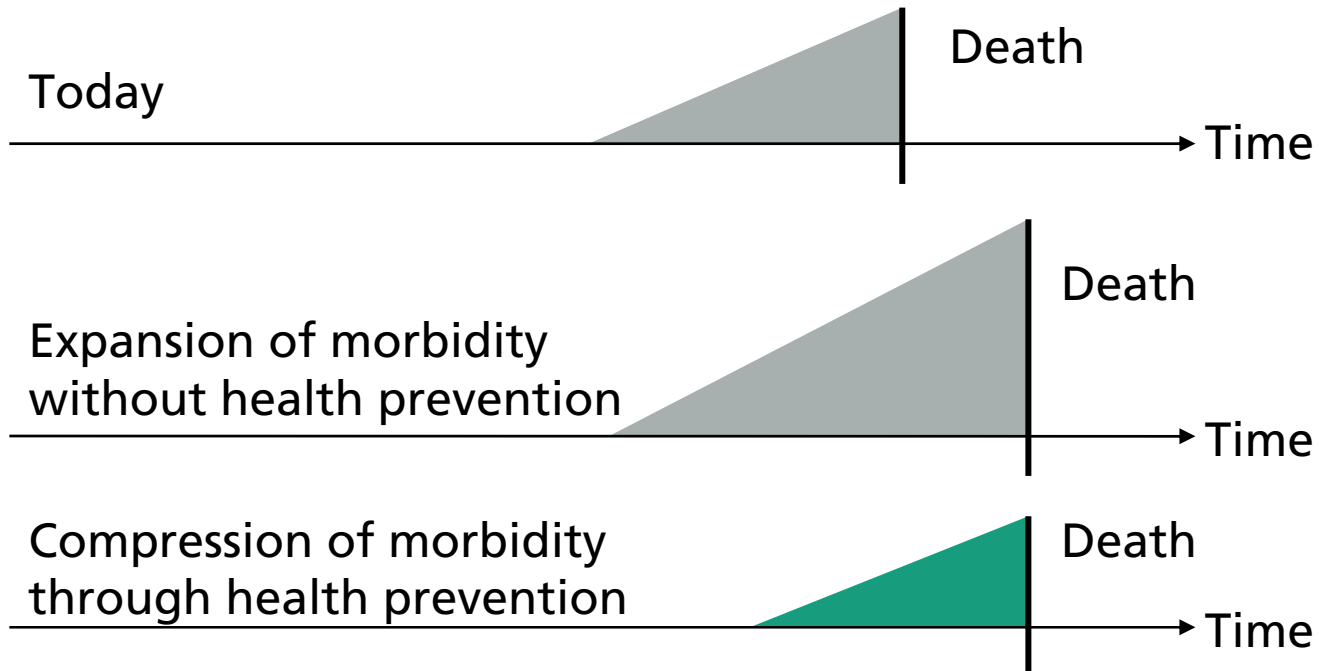 Death
Today
Time
Death
Expansion of morbidity
without health prevention
Time
Compression of morbidity
Death
through health prevention
Time